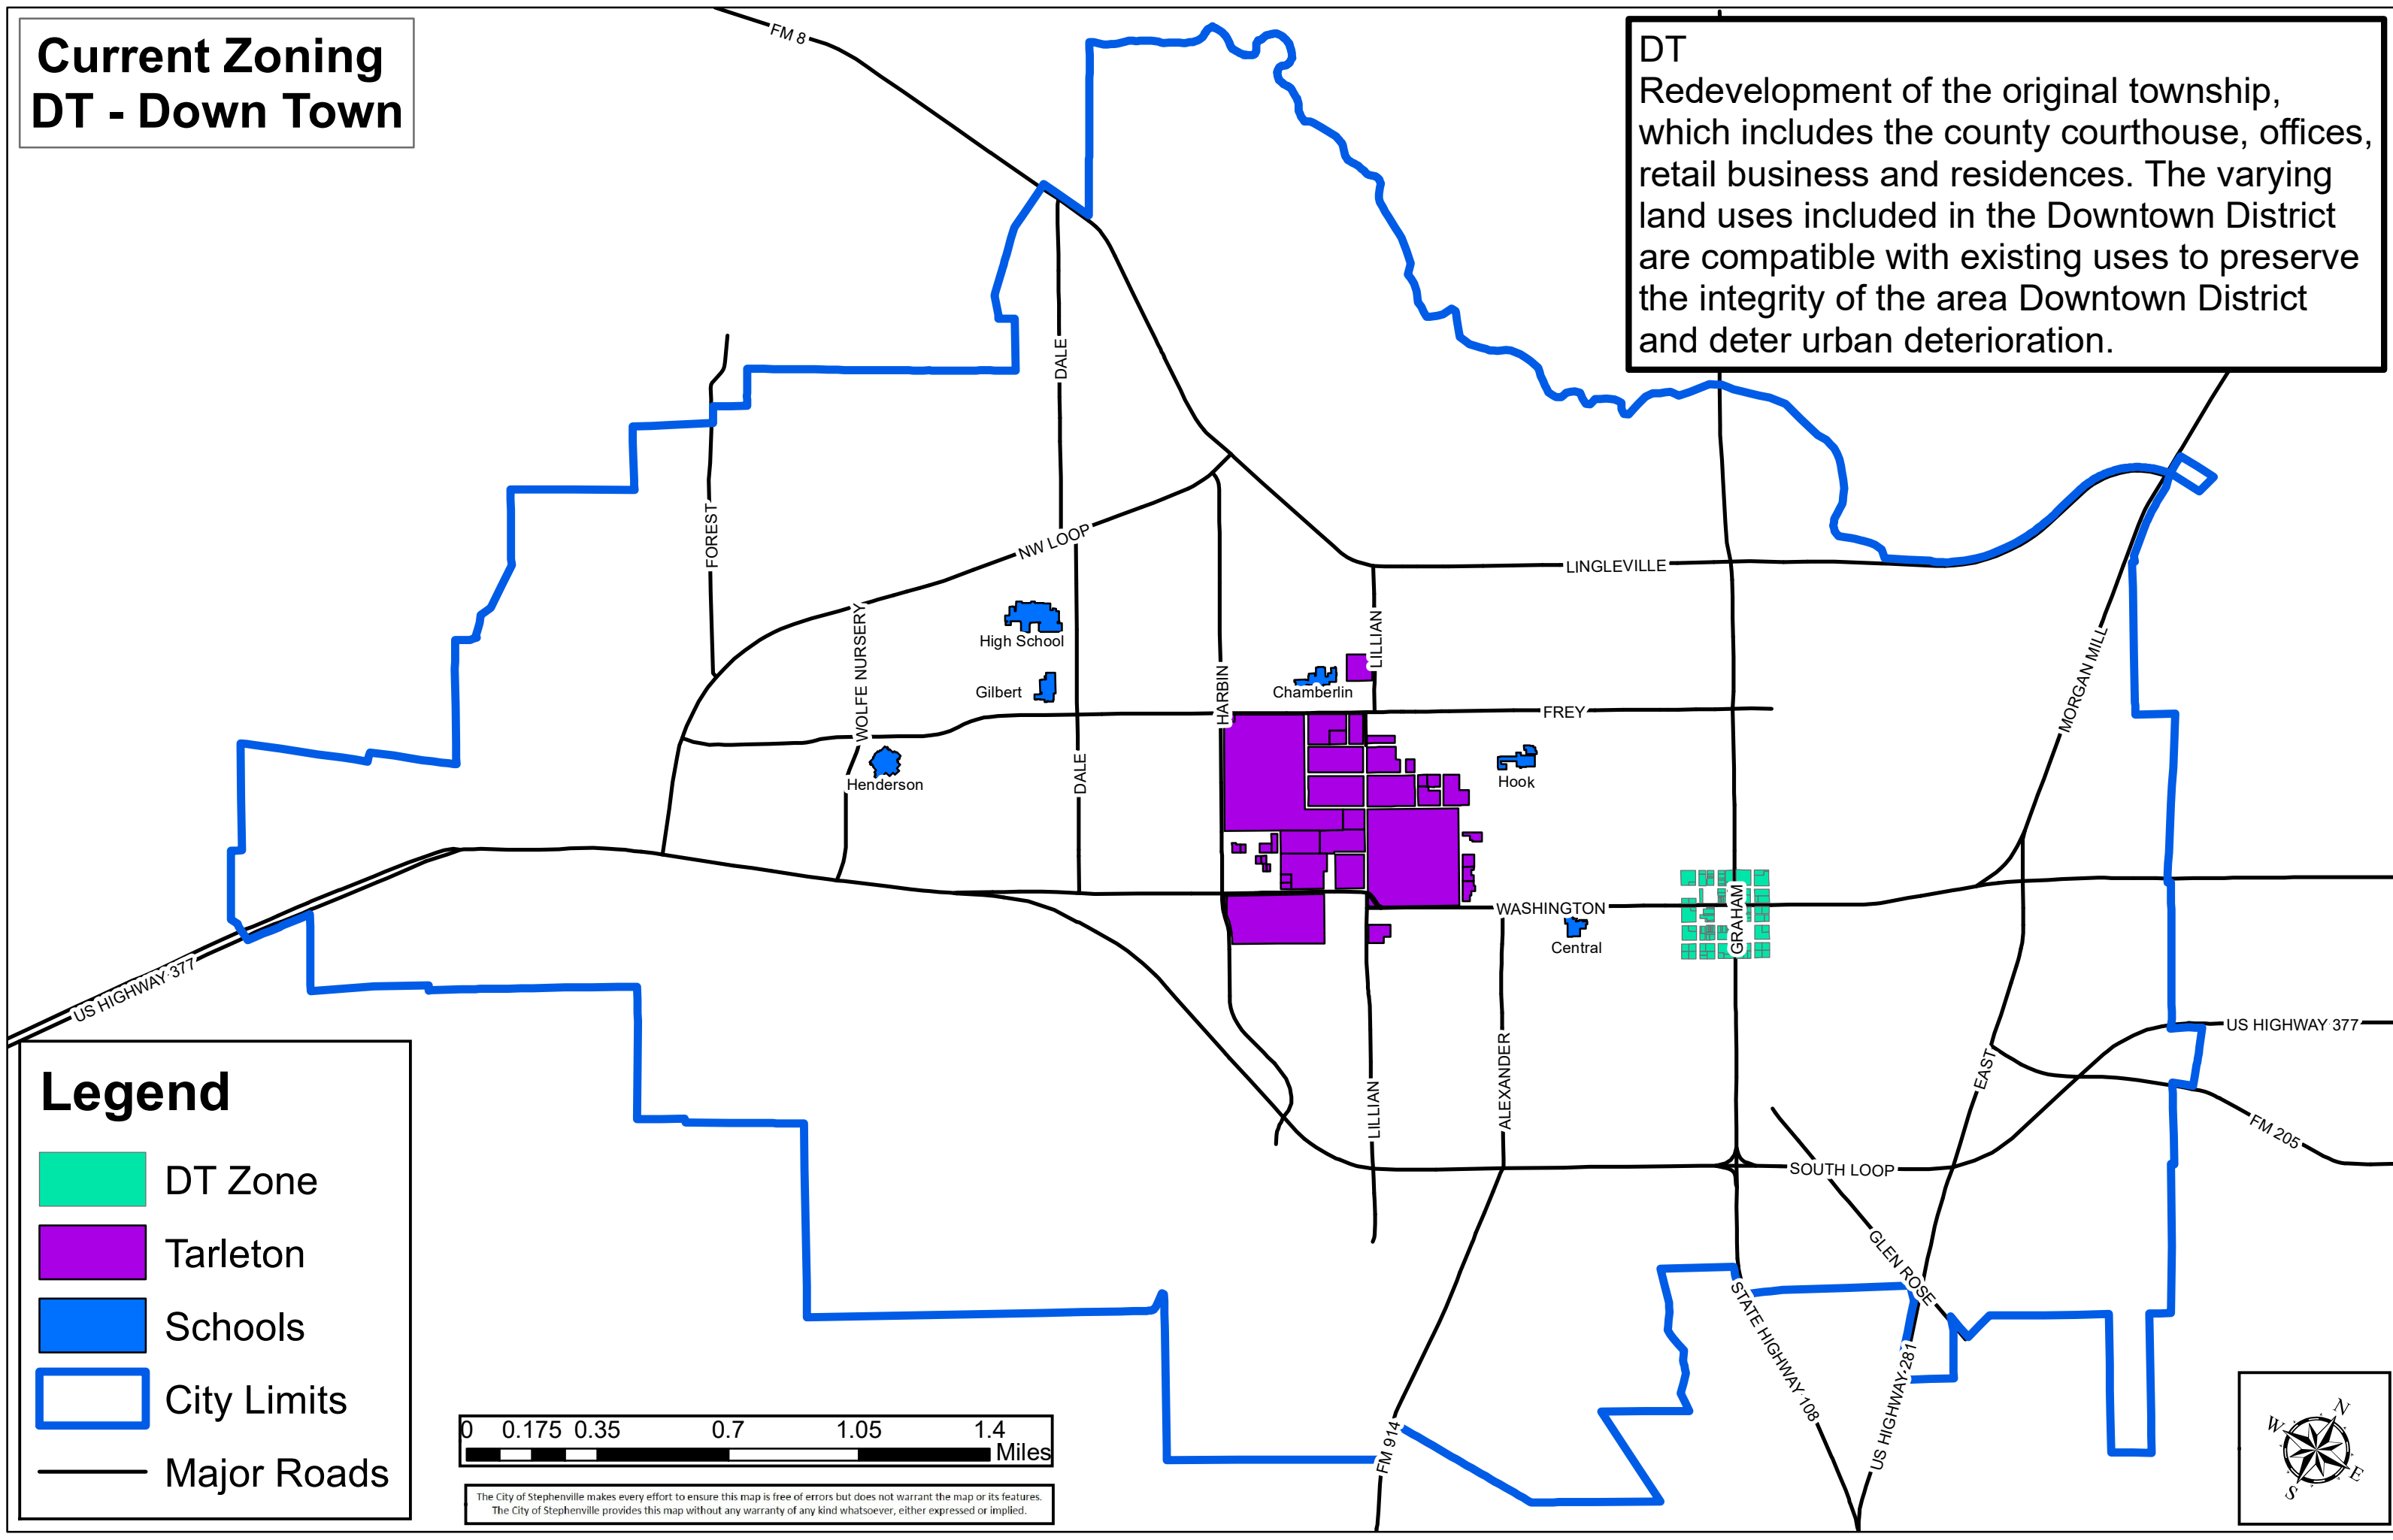 Current Zoning
DT - Down Town
DT
Redevelopment of the original township,
which includes the county courthouse, offices,
retail business and residences. The varying
land uses included in the Downtown District
are compatible with existing uses to preserve
the integrity of the area Downtown District
and deter urban deterioration.
FM 8
DALE
FOREST
NW LOOP
LINGLEVILLE
WOLFE NURSERY
High School
Gilbert
HARBIN
LILLIAN
Chamberlin
FREY
MORGAN MILL
Henderson
DALE
Hook
WASHINGTON
GRAHAM
Central
US HIGHWAY 377
US HIGHWAY 377
ALEXANDER
LILLIAN
EAST
FM 205
SOUTH LOOP
GLEN ROSE
STATE HIGHWAY 108
US HIGHWAY 281
FM 914
Legend
DT Zone
Tarleton
Schools
City Limits
Major Roads
0 0.175 0.35 0.7 1.05 1.4
Miles
The City of Stephenville makes every effort to ensure this map is free of errors but does not warrant the map or its features.
The City of Stephenville provides this map without any warranty of any kind whatsoever, either expressed or implied.
N
W
E
S